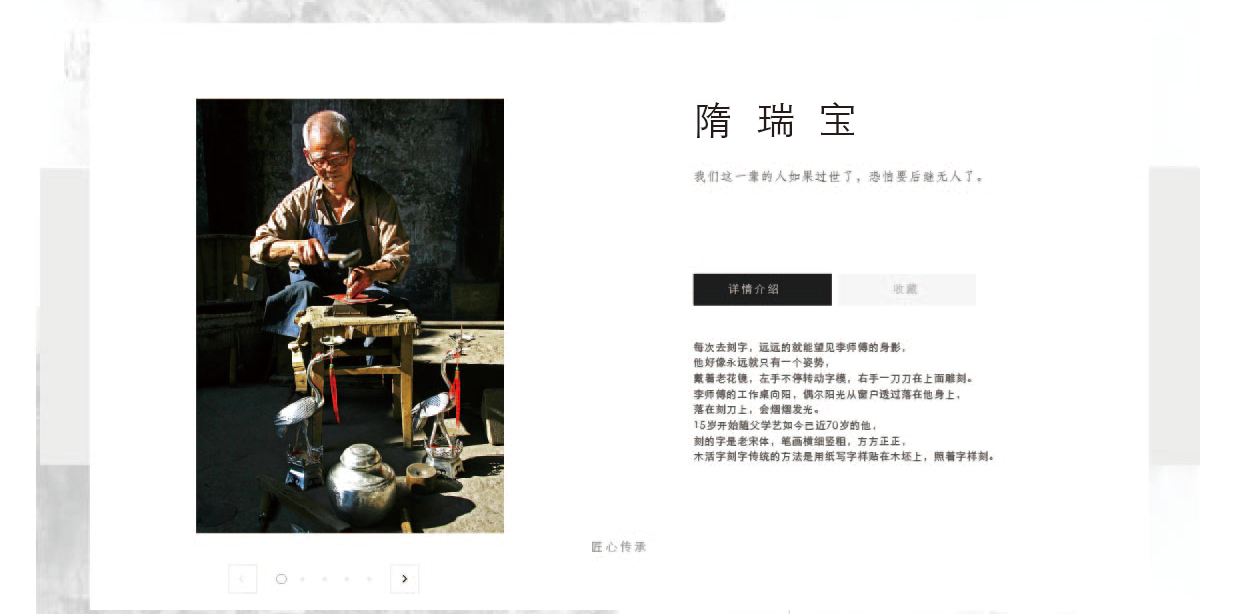 隋瑞宝
我们这一辈的人如果过世了，恐怕要后继无人了。
详情介绍
收藏
每次去刻字，远远的就能望见李师傅的身影，
他好像永远就只有一个姿势，
戴着老花镜，左手不停转动字模，右手一刀刀在上面雕刻。
李师傅的工作桌向阳，偶尔阳光从窗户透过落在他身上，
落在刻刀上，会熠熠发光。
15岁开始随父学艺如今已近70岁的他，
刻的字是老宋体，笔画横细竖粗，方方正正，
木活字刻字传统的方法是用纸写字样贴在木坯上，照着字样刻。
匠心传承